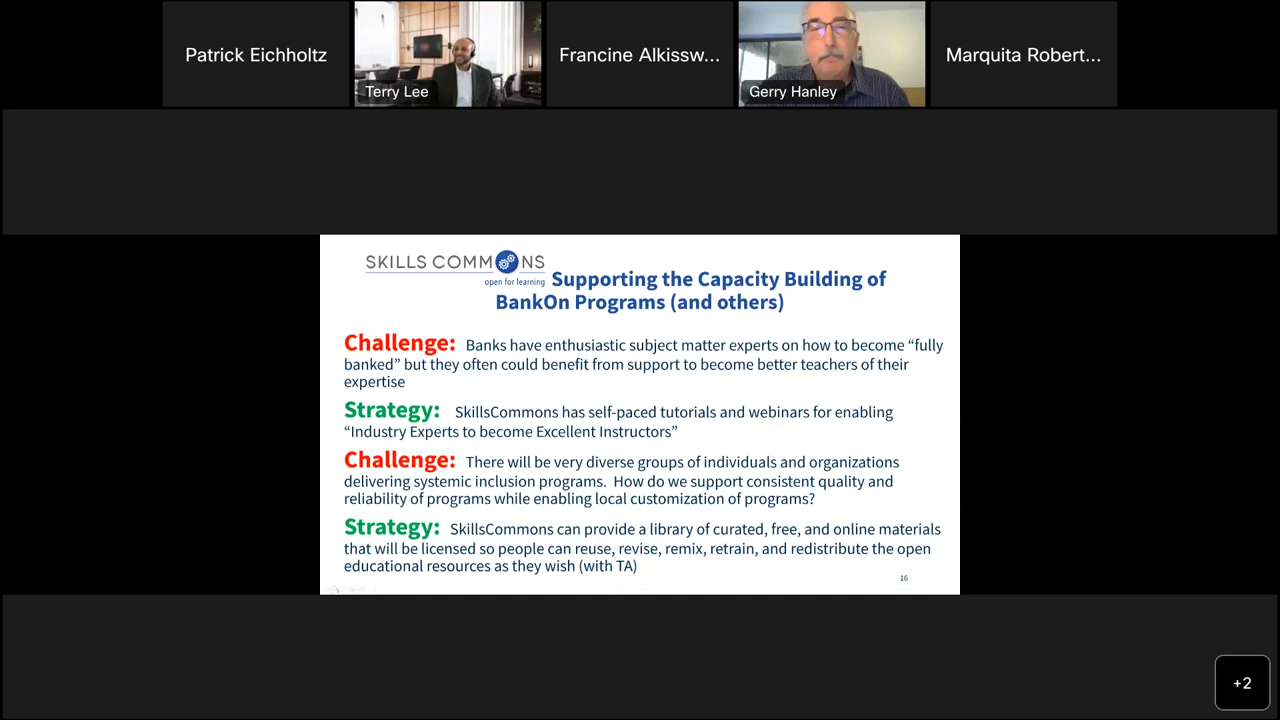 Patrick Eichholtz
Terry Lee
Francine Alkissw...
Gerry Hanley
Marquita Robert...
SKILLS COMMONS
open for learning
Supporting the Capacity Building of
BankOn Programs (and others)
Challenge: Banks have enthusiastic subject matter experts on how to become “fully
banked” but they often could benefit from support to become better teachers of their
expertise
Strategy: SkillsCommons has self-paced tutorials and webinars for enabling
“Industry Experts to become Excellent Instructors”
Challenge: There will be very diverse groups of individuals and organizations
delivering systemic inclusion programs. How do we support consistent quality and
reliability of programs while enabling local customization of programs?
Strategy: SkillsCommons can provide a library of curated, free, and online materials
that will be licensed so people can reuse, revise, remix, retrain, and redistribute the open
educational resources as they wish (with TA)
16
+2